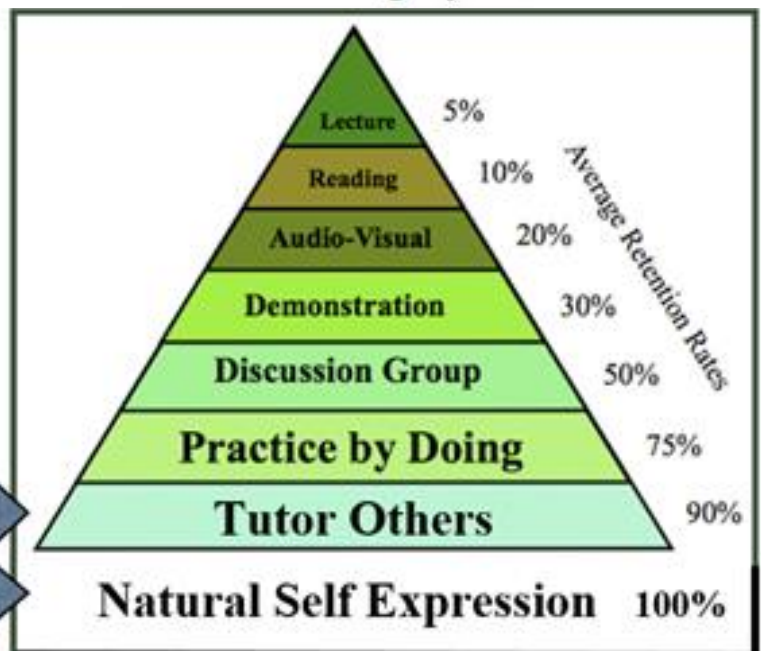 Lecture 5%
Reading 10%
Audio-Visual 20%
Demonstration 30%
Discussion Group 50%
Practice by Doing 75%
Tutor Others 90%
Natural Self Expression 100%
Average Retention Rates